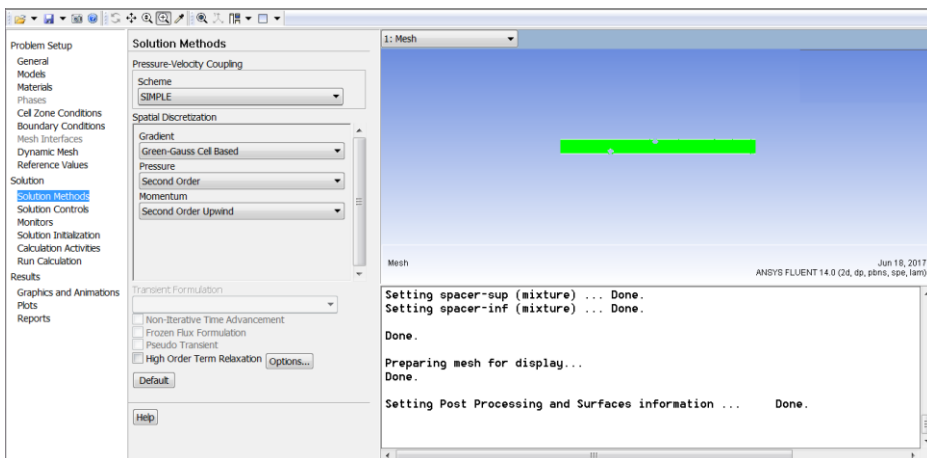 Problem Setup
General
Models
Materials
Phases
Cell Zone Conditions
Boundary Conditions
Mesh Interfaces
Dynamic Mesh
Reference Values
Solution
Solution Methods
Solution Controls
Monitors
Solution Initialization
Calculation Activities
Run Calculation
Results
Graphics and Animations
Plots
Reports
Solution Methods
Pressure-Velocity Coupling
Scheme
SIMPLE
Spatial Discretization
Gradient
Green-Gauss Cell Based
Pressure
Second Order
Momentum
Second Order Upwind
Transient Formulation
Non-Iterative Time Advancement
Frozen Flux Formulation
Pseudo Transient
High Order Term Relaxation Options...
Default
Help
1: Mesh
Mesh
Jun 18, 2017
ANSYS FLUENT 14.0 (2d, dp, pbns, spe, lam)
Setting spacer-sup (mixture) ... Done.
Setting spacer-inf (mixture) ... Done.
Done.
Preparing mesh for display...
Done.
Setting Post Processing and Surfaces information ... Done.